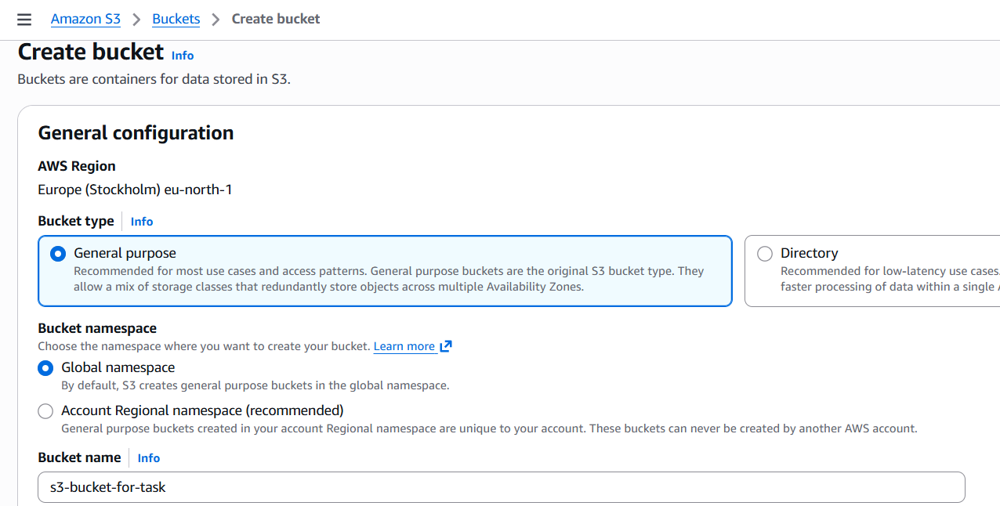 Amazon S3 > Buckets > Create bucket
Create bucket Info
Buckets are containers for data stored in S3.
General configuration
AWS Region
Europe (Stockholm) eu-north-1
Bucket type Info
General purpose
Recommended for most use cases and access patterns. General purpose buckets are the original S3 bucket type. They
allow a mix of storage classes that redundantly store objects across multiple Availability Zones.
Directory
Recommended for low-latency use cases.
faster processing of data within a single
Bucket namespace
Choose the namespace where you want to create your bucket. Learn more
Global namespace
By default, S3 creates general purpose buckets in the global namespace.
Account Regional namespace (recommended)
General purpose buckets created in your account Regional namespace are unique to your account. These buckets can never be created by another AWS account.
Bucket name Info
s3-bucket-for-task